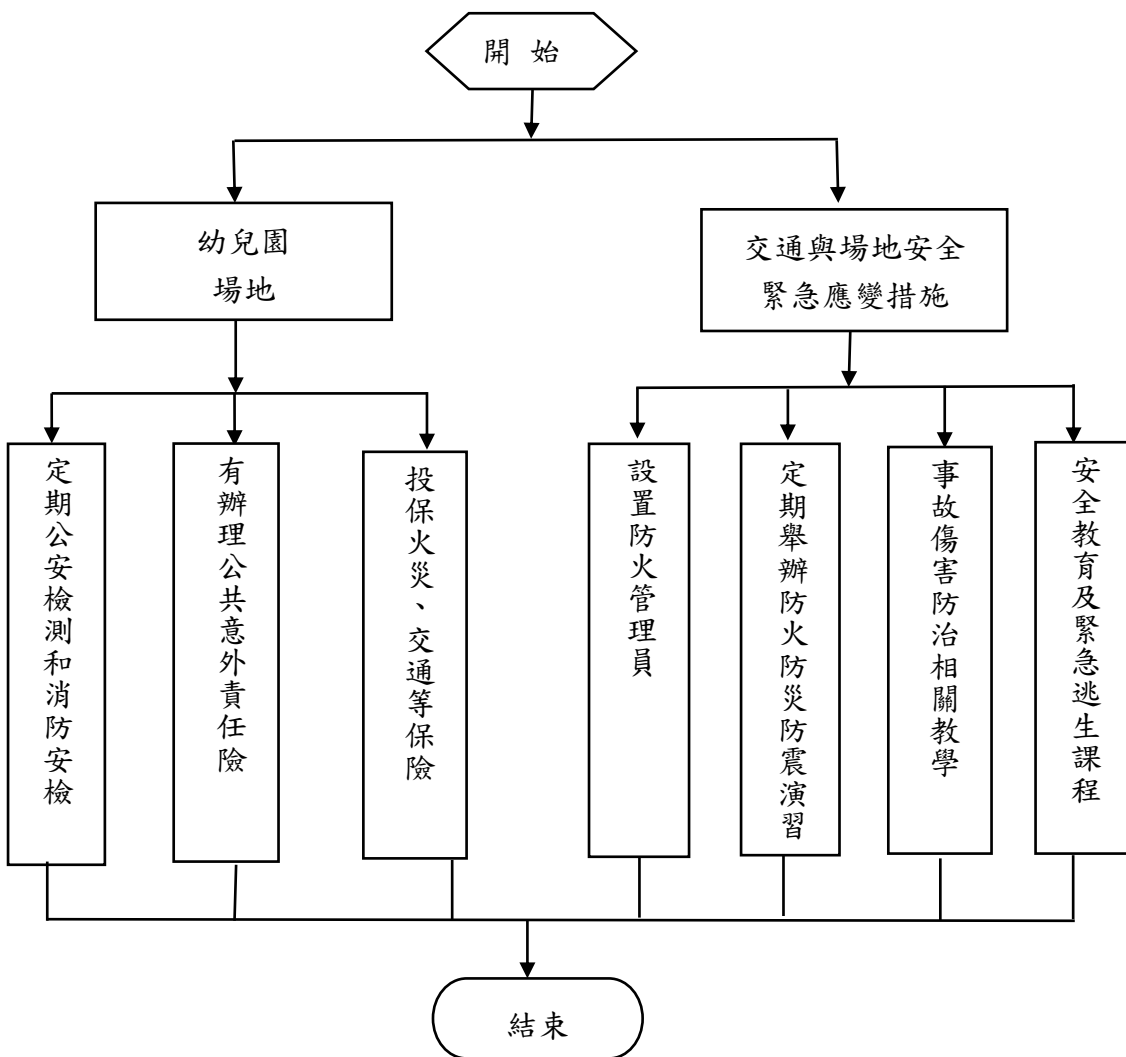 開 始
幼兒園
場地
交通與場地安全
緊急應變措施
定期公安檢測和消防安檢
有辦理公共意外責任險
投保火災、交通等保險
設置防火管理員
定期舉辦防火防災防震演習
事故傷害防治相關教學
安全教育及緊急逃生課程
結束